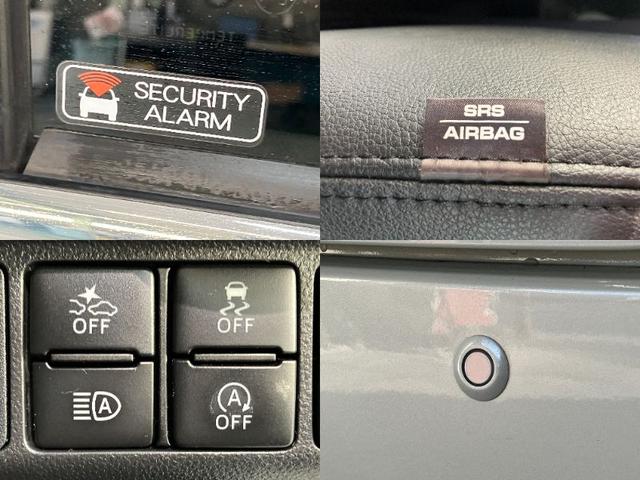 SECURITY
ALARM
SRS
AIRBAG
OFF
OFF
A
A
OFF